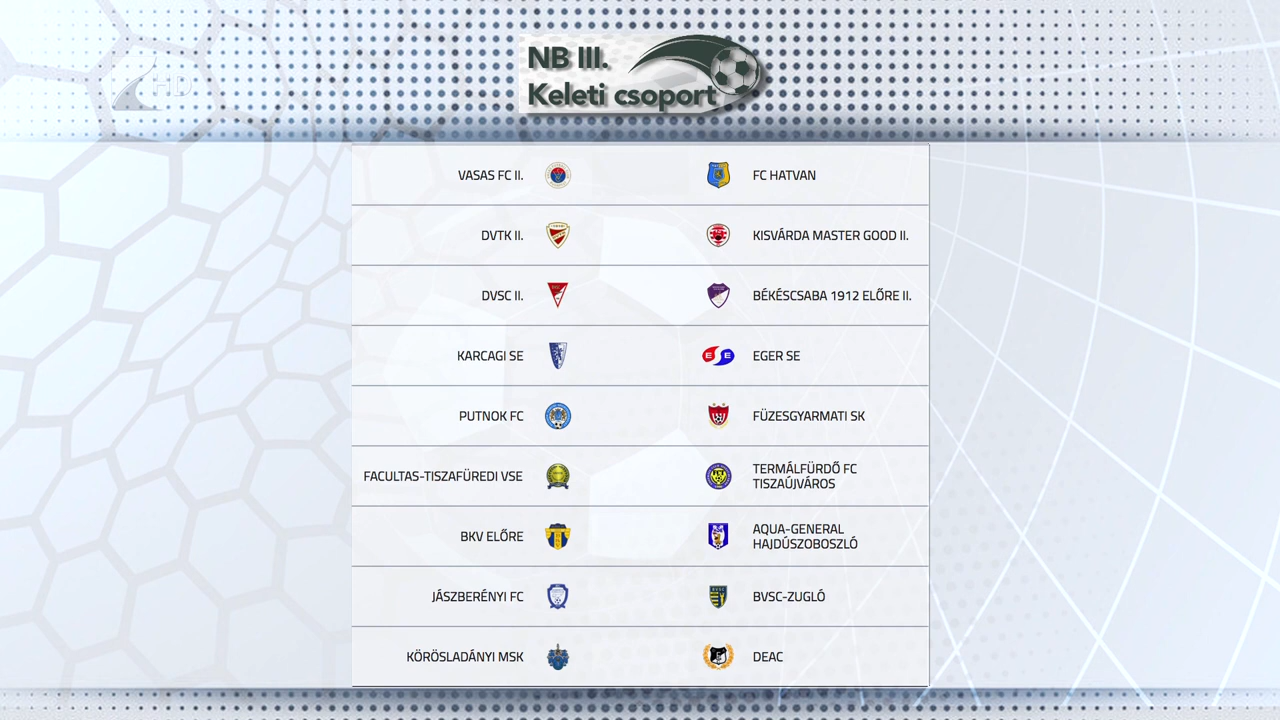 NB III.
Keleti csoport
HD
VASAS FC II. FC HATVAN
DVTK II. KISVÁRDA MASTER GOOD II.
DVSC II. BÉKÉSCSABA 1912 ELŐRE II.
KARCAGI SE E S E EGER SE
PUTNOK FC FÜZESGYARMATI SK
FACULTAS-TISZAFÜREDI VSE TERMÁLFÜRDŐ FC
TISZAÚJVÁROS
BKV ELŐRE AQUA-GENERAL
HAJDÚSZOBOSZLÓ
JÁSZBERÉNYI FC BVSC BVSC-ZUGLÓ
KÖRÖSLADÁNYI MSK DEAC